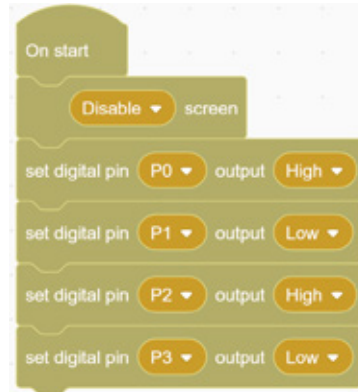 On start
Disable screen
set digital pin P0 output High
set digital pin P1 output Low
set digital pin P2 output High
set digital pin P3 output Low